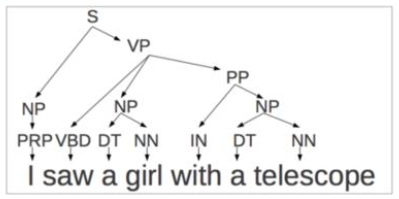 S
VP
PP
NP NP NP
PRP VBD DT NN IN DT NN
I saw a girl with a telescope